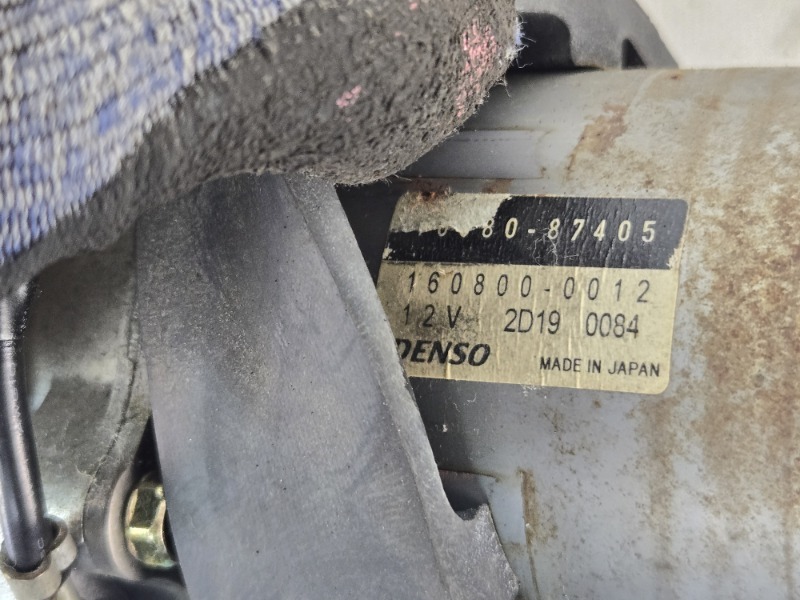 80-87405
160800-0012
12V 2D19 0084
DENSO MADE IN JAPAN